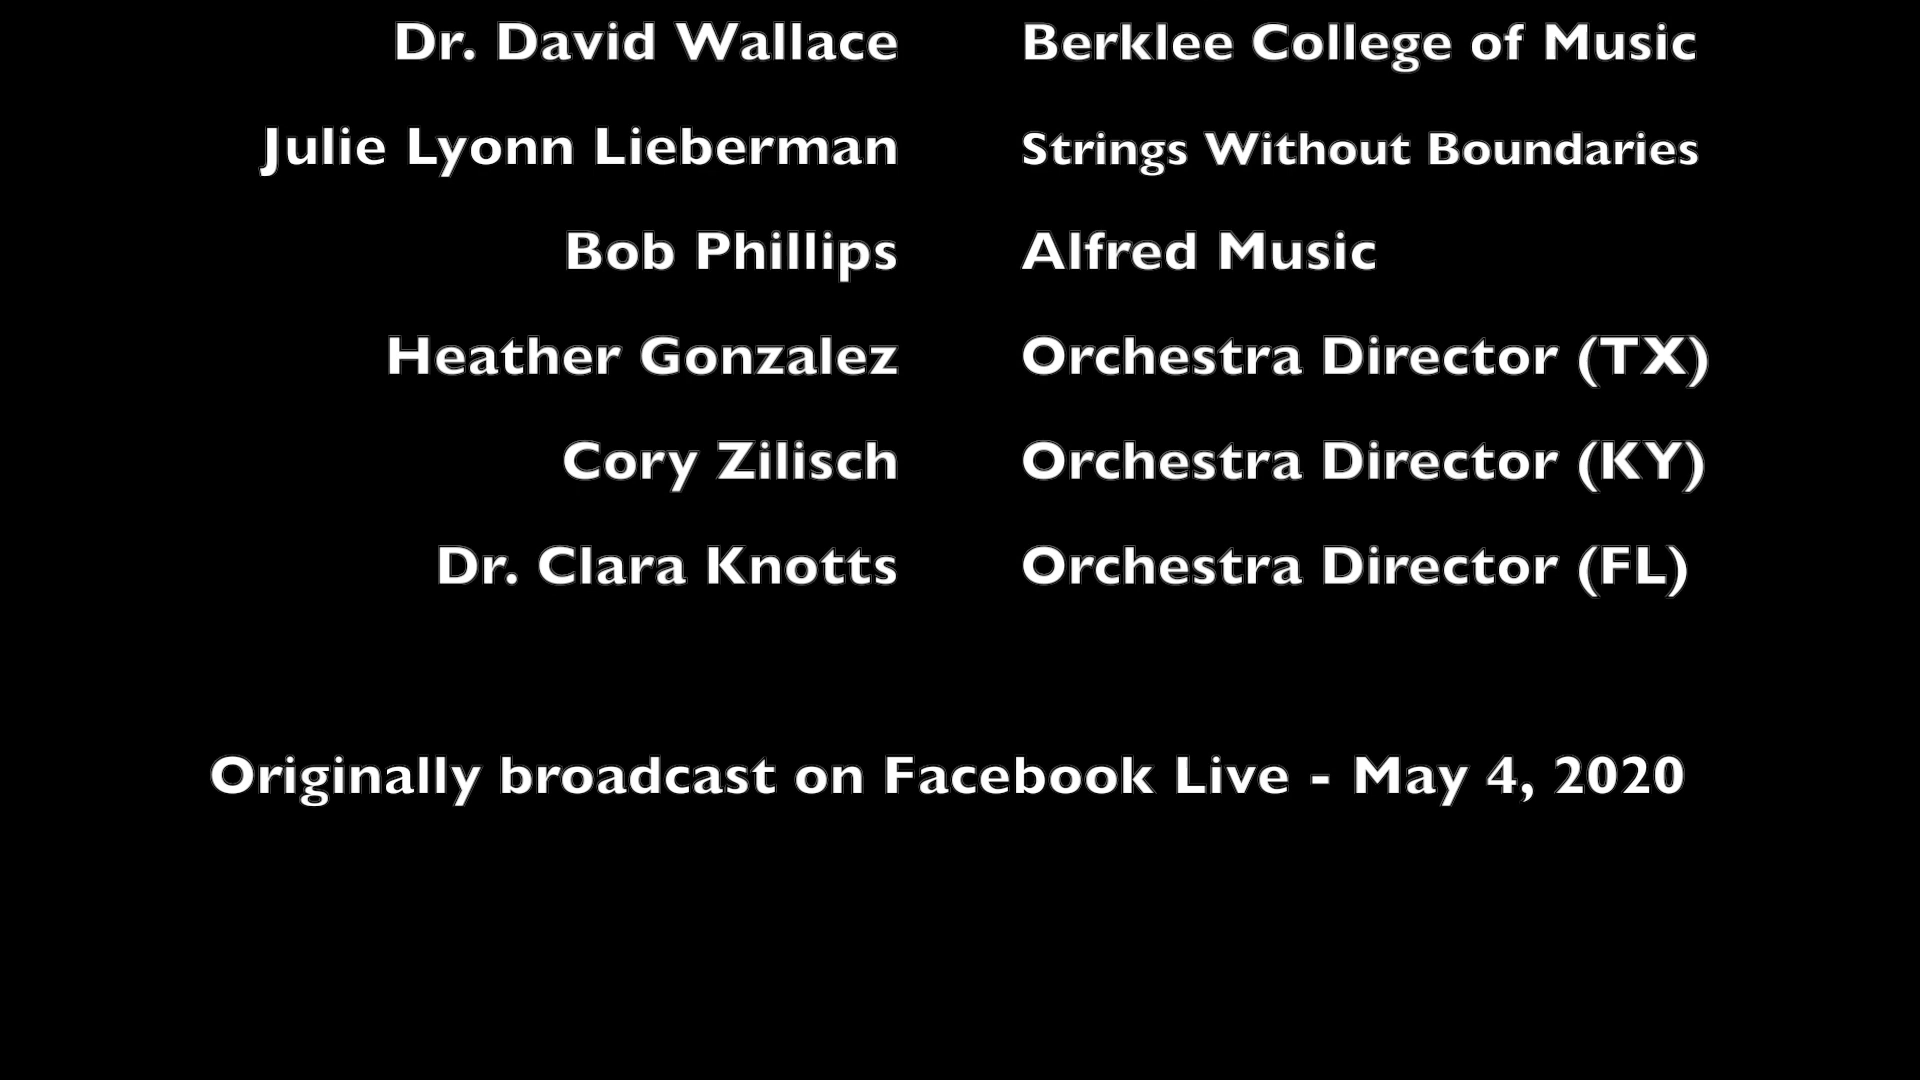 Dr. David Wallace Berklee College of Music
Julie Lyonn Lieberman Strings Without Boundaries
Bob Phillips Alfred Music
Heather Gonzalez Orchestra Director (TX)
Cory Zilisch Orchestra Director (KY)
Dr. Clara Knotts Orchestra Director (FL)
Originally broadcast on Facebook Live - May 4, 2020